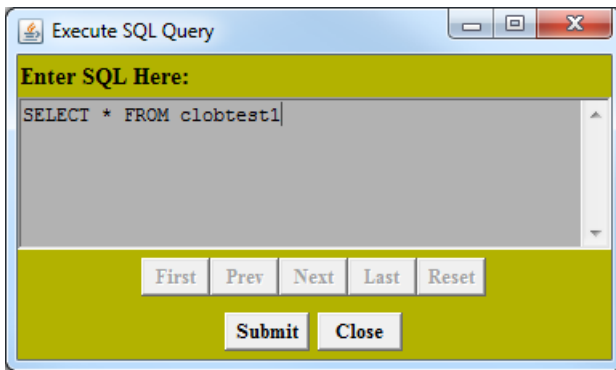 Execute SQL Query
Enter SQL Here:
SELECT * FROM clobtest1
First Prev Next Last Reset
Submit Close